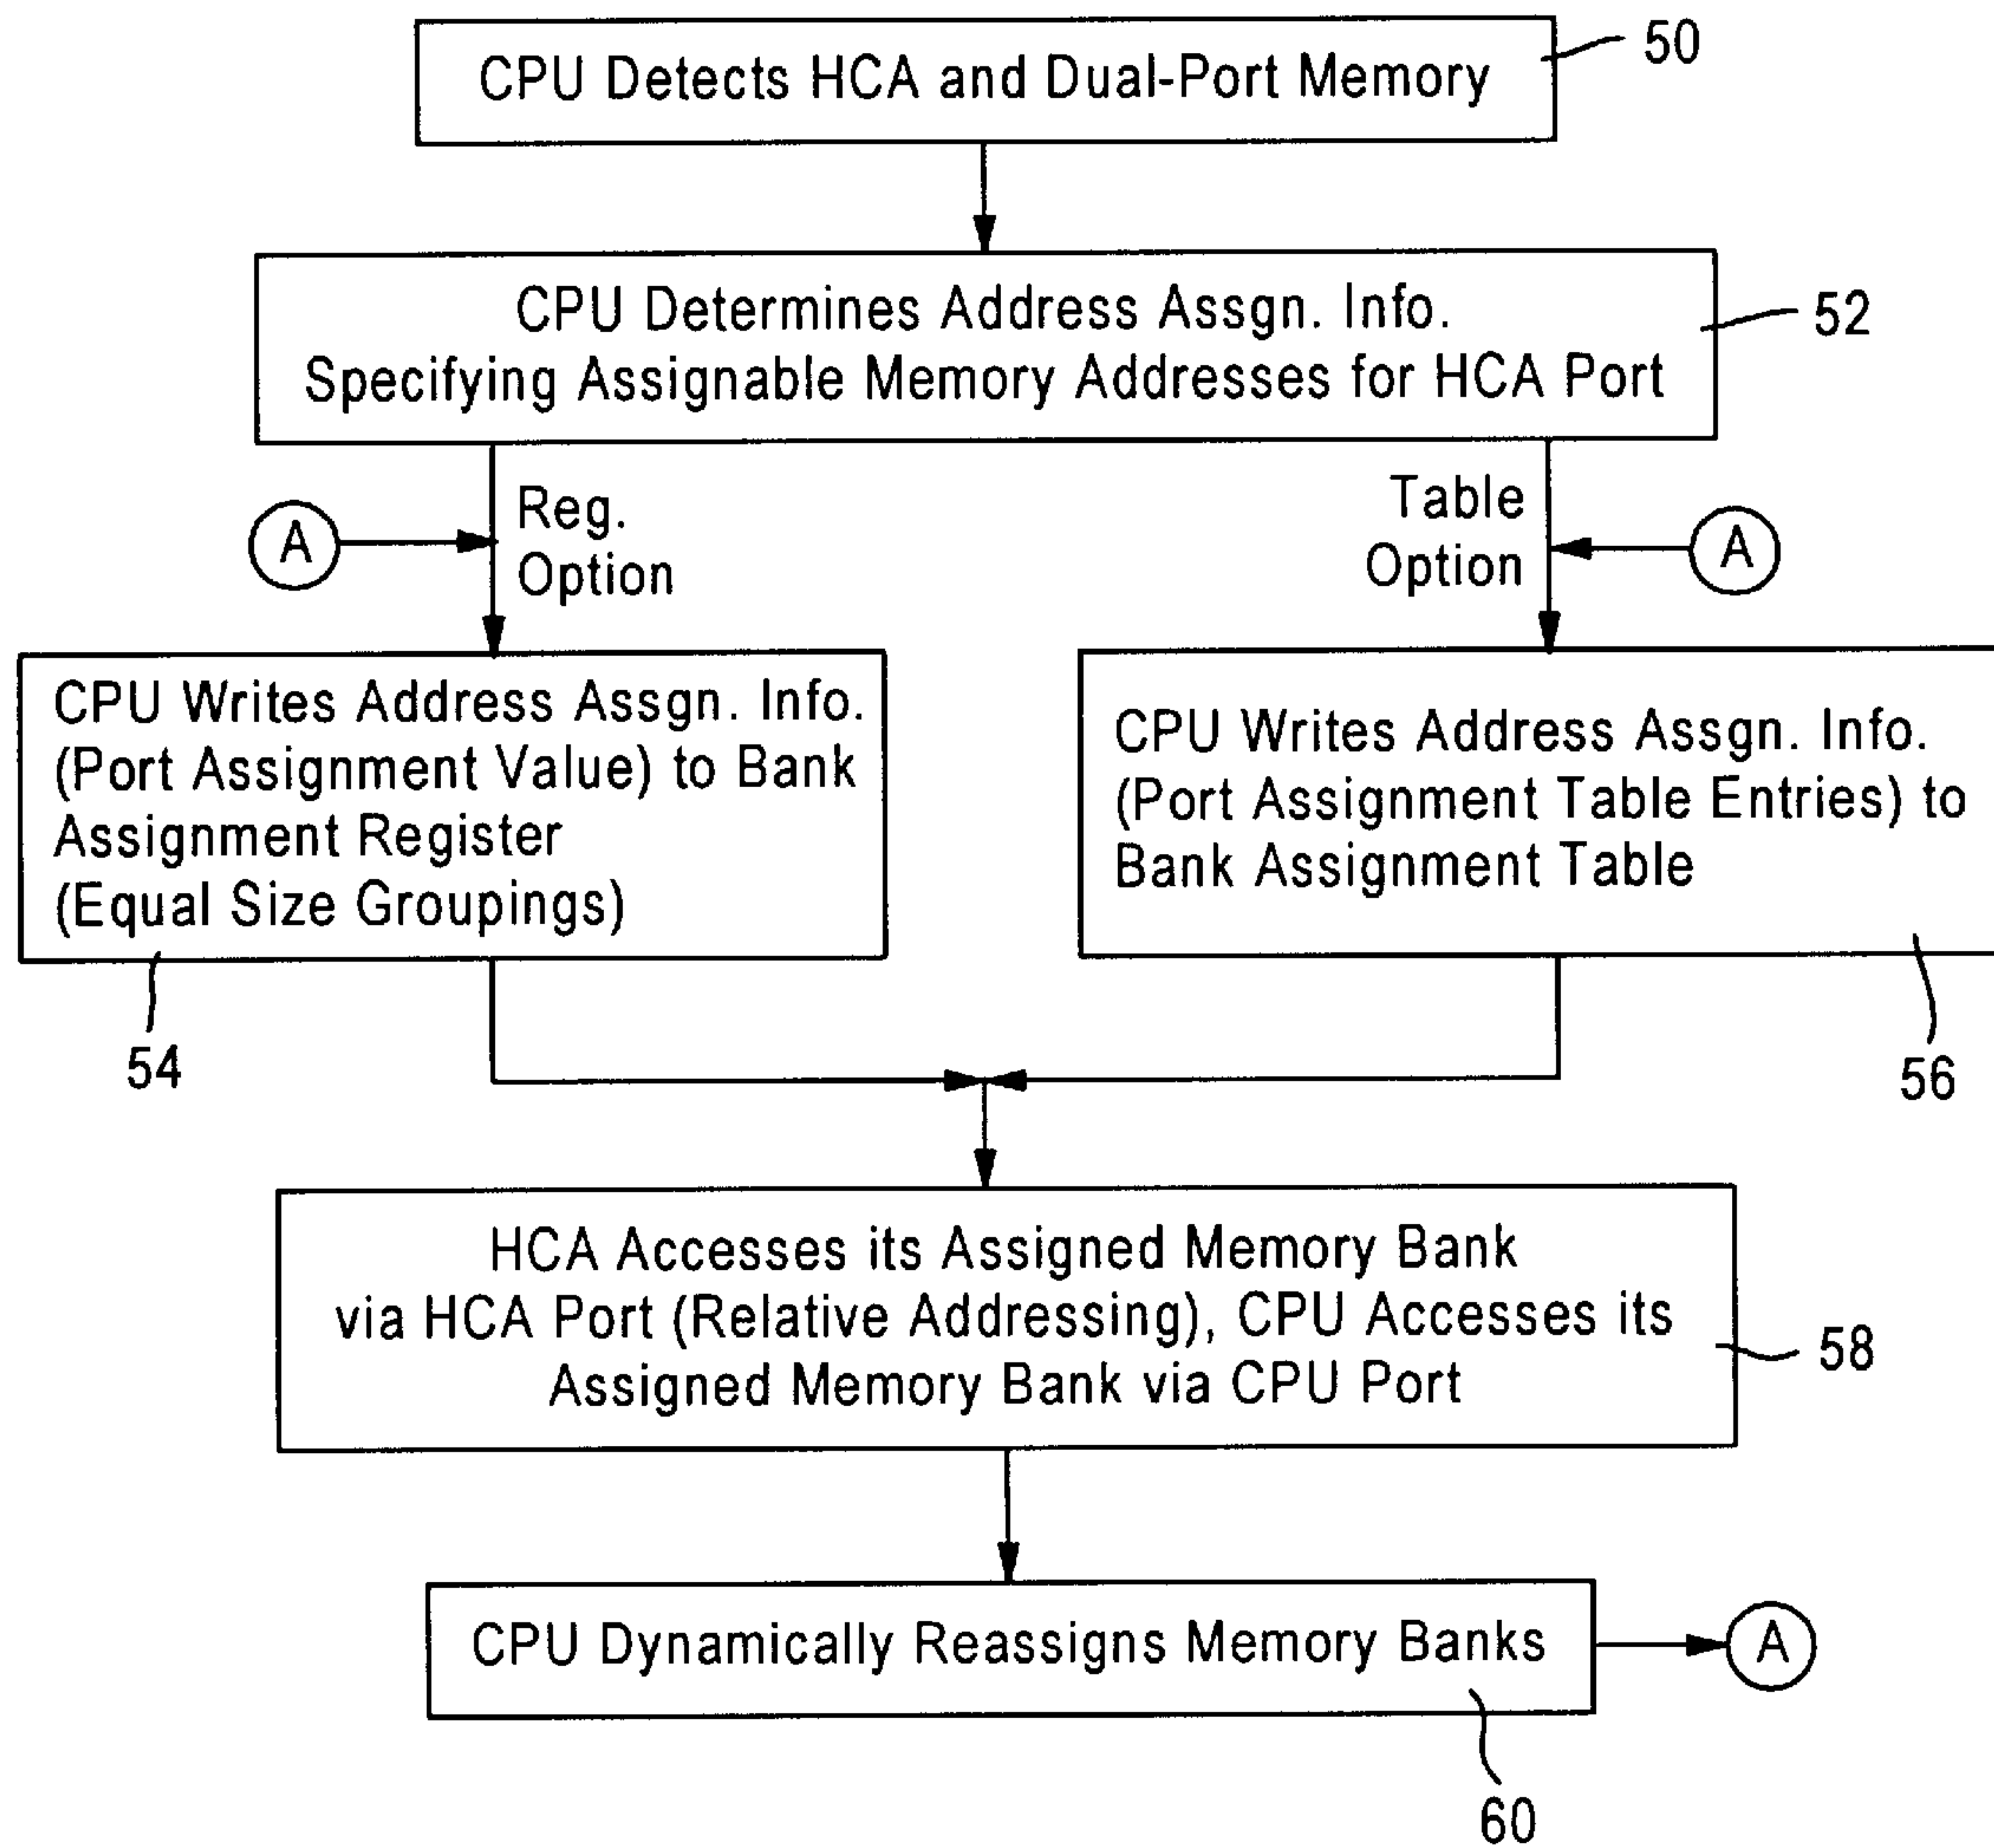 CPU Detects HCA and Dual-Port Memory
50
CPU Determines Address Assgn. Info.
Specifying Assignable Memory Addresses for HCA Port
52
A
Reg.
Option
Table
Option
A
CPU Writes Address Assgn. Info.
(Port Assignment Value) to Bank
Assignment Register
(Equal Size Groupings)
54
CPU Writes Address Assgn. Info.
(Port Assignment Table Entries) to
Bank Assignment Table
56
HCA Accesses its Assigned Memory Bank
via HCA Port (Relative Addressing), CPU Accesses its
Assigned Memory Bank via CPU Port
58
CPU Dynamically Reassigns Memory Banks
A
60